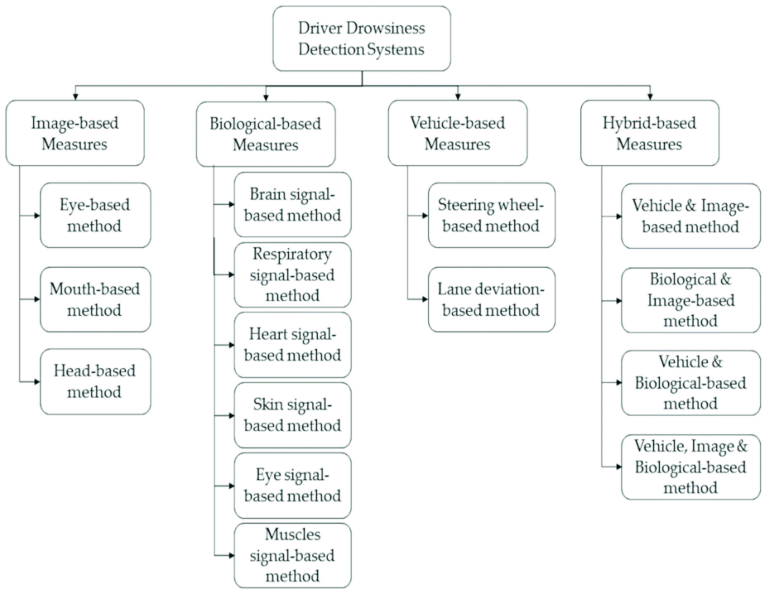 Driver Drowsiness
Detection Systems
Image-based
Measures
Biological-based
Measures
Vehicle-based
Measures
Hybrid-based
Measures
Eye-based
method
Mouth-based
method
Head-based
method
Brain signal-
based method
Respiratory
signal-based
method
Heart signal-
based method
Skin signal-
based method
Eye signal-
based method
Muscles
signal-based
method
Steering wheel-
based method
Lane deviation-
based method
Vehicle & Image-
based method
Biological &
Image-based
method
Vehicle &
Biological-based
method
Vehicle, Image &
Biological-based
method